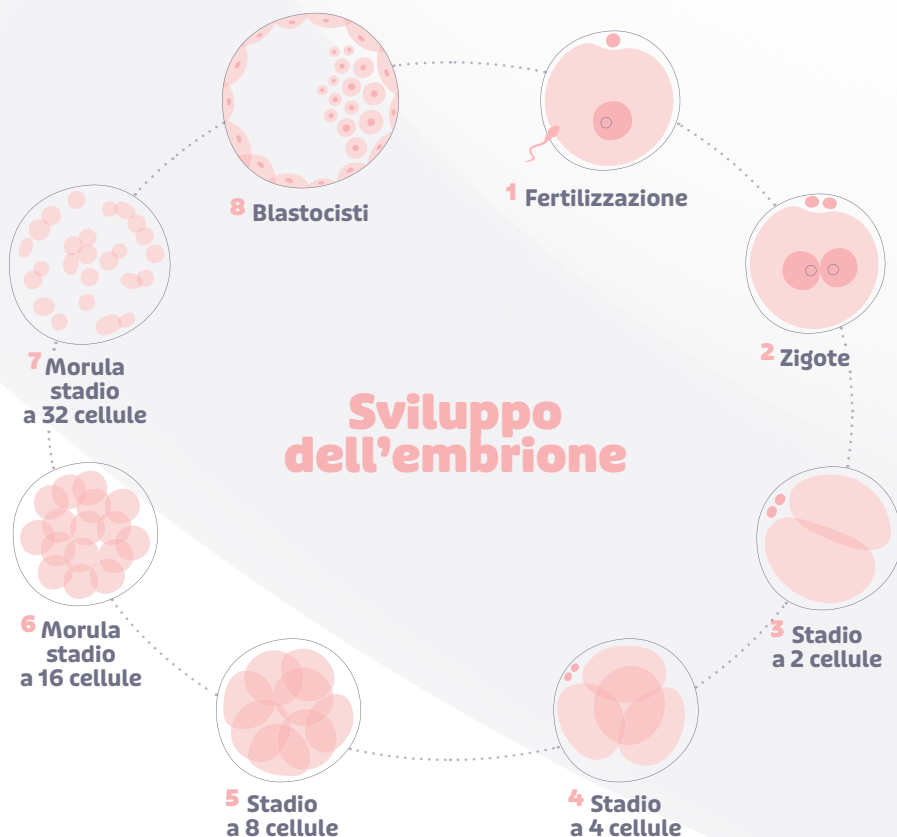 Sviluppo
dell’embrione
1 Fertilizzazione
2 Zigote
3 Stadio
a 2 cellule
4 Stadio
a 4 cellule
5 Stadio
a 8 cellule
6 Morula
stadio
a 16 cellule
7 Morula
stadio
a 32 cellule
8 Blastocisti